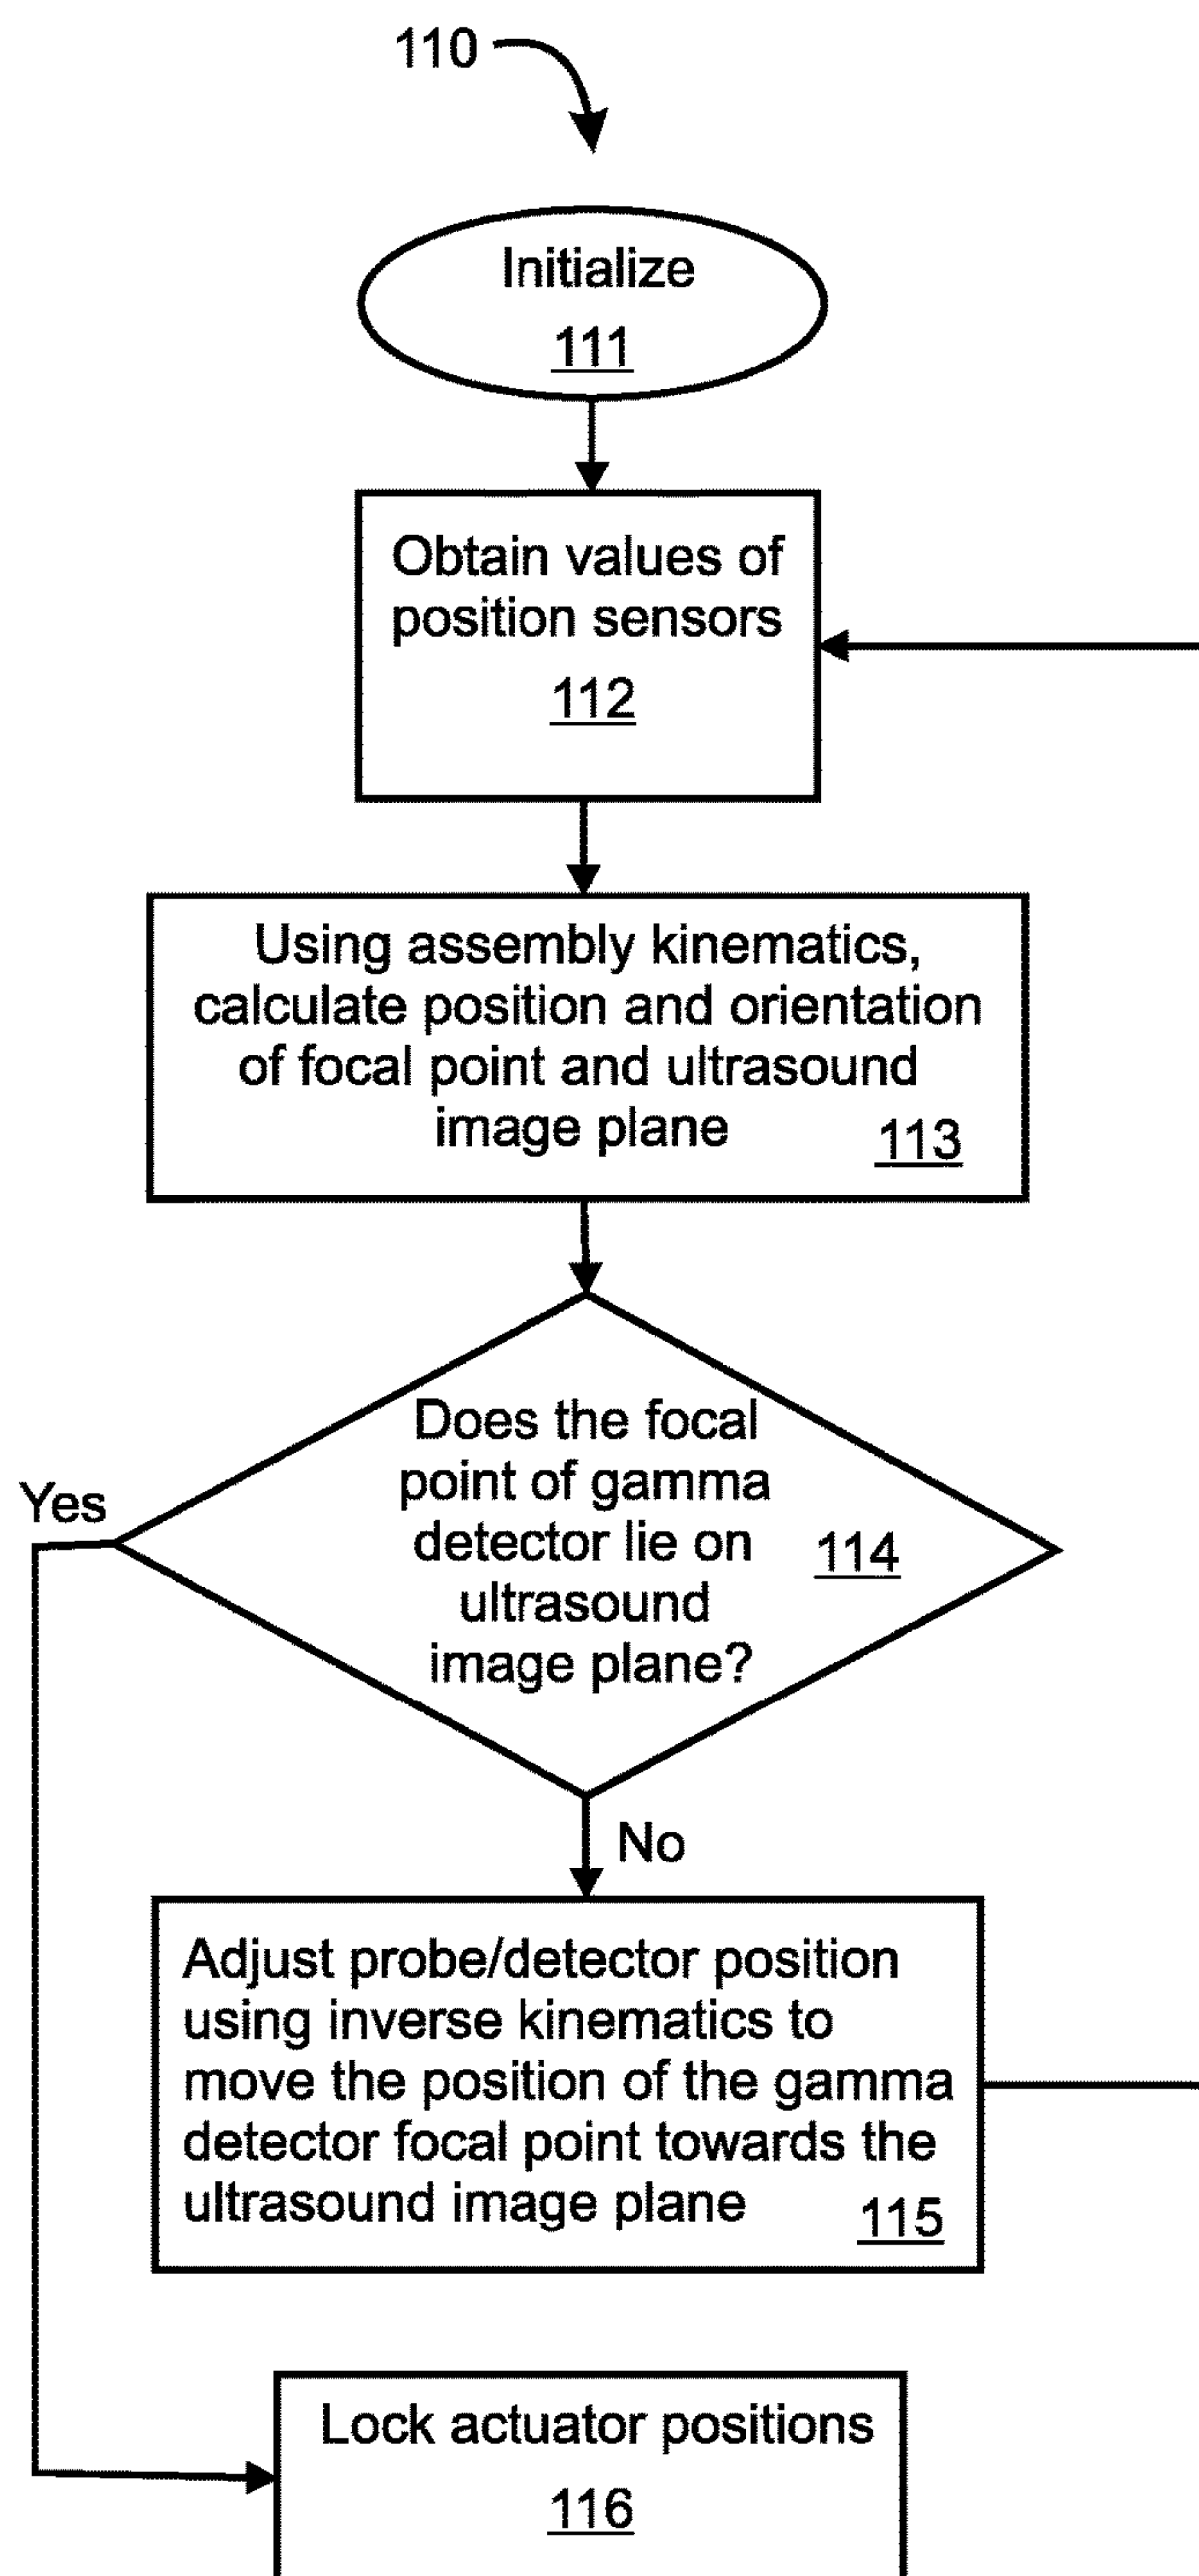 110
Initialize
111
Obtain values of
position sensors
112
Using assembly kinematics,
calculate position and orientation
of focal point and ultrasound
image plane
113
Does the focal
point of gamma
detector lie on
ultrasound
image plane?
114
Yes
No
Adjust probe/detector position
using inverse kinematics to
move the position of the gamma
detector focal point towards the
ultrasound image plane
115
Lock actuator positions
116